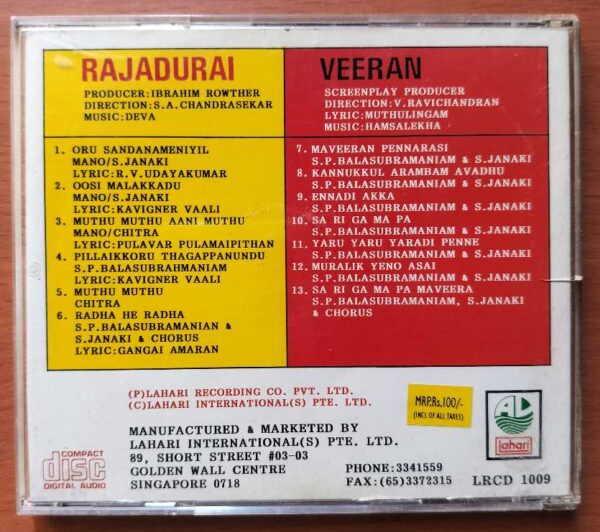 RAJADURAI
PRODUCER:IBRAHIM ROWTHER
DIRECTION:S.A.CHANDRASEKAR
MUSIC:DEVA
1. ORU SANDANAMENIYIL
MANO/S.JANAKI
LYRIC:R.V.UDAYAKUMAR
2. OOSI MALAKKADU
MANO/S.JANAKI
LYRIC:KAVIGNER VAALI
3. MUTHU MUTHU AANI MUTHU
MANO/CHITRA
LYRIC:PULAVAR PULAMAIPITHAN
4. PILLAIKKORU THAGAPPANUNDU
S.P.BALASUBRAHMANIAM
LYRIC:KAVIGNER VAALI
5. MUTHU MUTHU
CHITRA
6. RADHA HE RADHA
S.P.BALASUBRAMANIAN &
S.JANAKI & CHORUS
LYRIC:GANGAI AMARAN
VEERAN
SCREENPLAY PRODUCER
DIRECTION:V.RAVICHANDRAN
LYRIC:MUTHULINGAM
MUSIC:HAMSALEKHA
7. MAVEERAN PENNARASI
S.P.BALASUBRAMANIAM & S.JANAKI
8. KANNUKKUL ARAMBAM AVADHU
S.P.BALASUBRAMANIAM & S.JANAKI
9. ENNADI AKKA
S.P.BALASUBRAMANIAM & S.JANAKI
10. SA RI GA MA PA
S.P.BALASUBRAMANIAM & S.JANAKI
11. YARU YARU YARADI PENNE
S.P.BALASUBRAMANIAM & S.JANAKI
12. MURALIK YENO ASAI
S.P.BALASUBRAMANIAM & S.JANAKI
13. SA RI GA MA PA MAVEERA
S.P.BALASUBRAMANIAM, S.JANAKI
& CHORUS
(P)LAHARI RECORDING CO. PVT. LTD.
(C)LAHARI INTERNATIONAL(S) PTE. LTD.
MANUFACTURED & MARKETED BY
LAHARI INTERNATIONAL(S) PTE. LTD.
89, SHORT STREET #03-03
GOLDEN WALL CENTRE
SINGAPORE 0718
PHONE:3341559
FAX:(65)3372315
COMPACT
disc
DIGITAL AUDIO
M.R.P.Rs.100/-
(INCL OF ALL TAXES)
Lahari
LRCD 1009